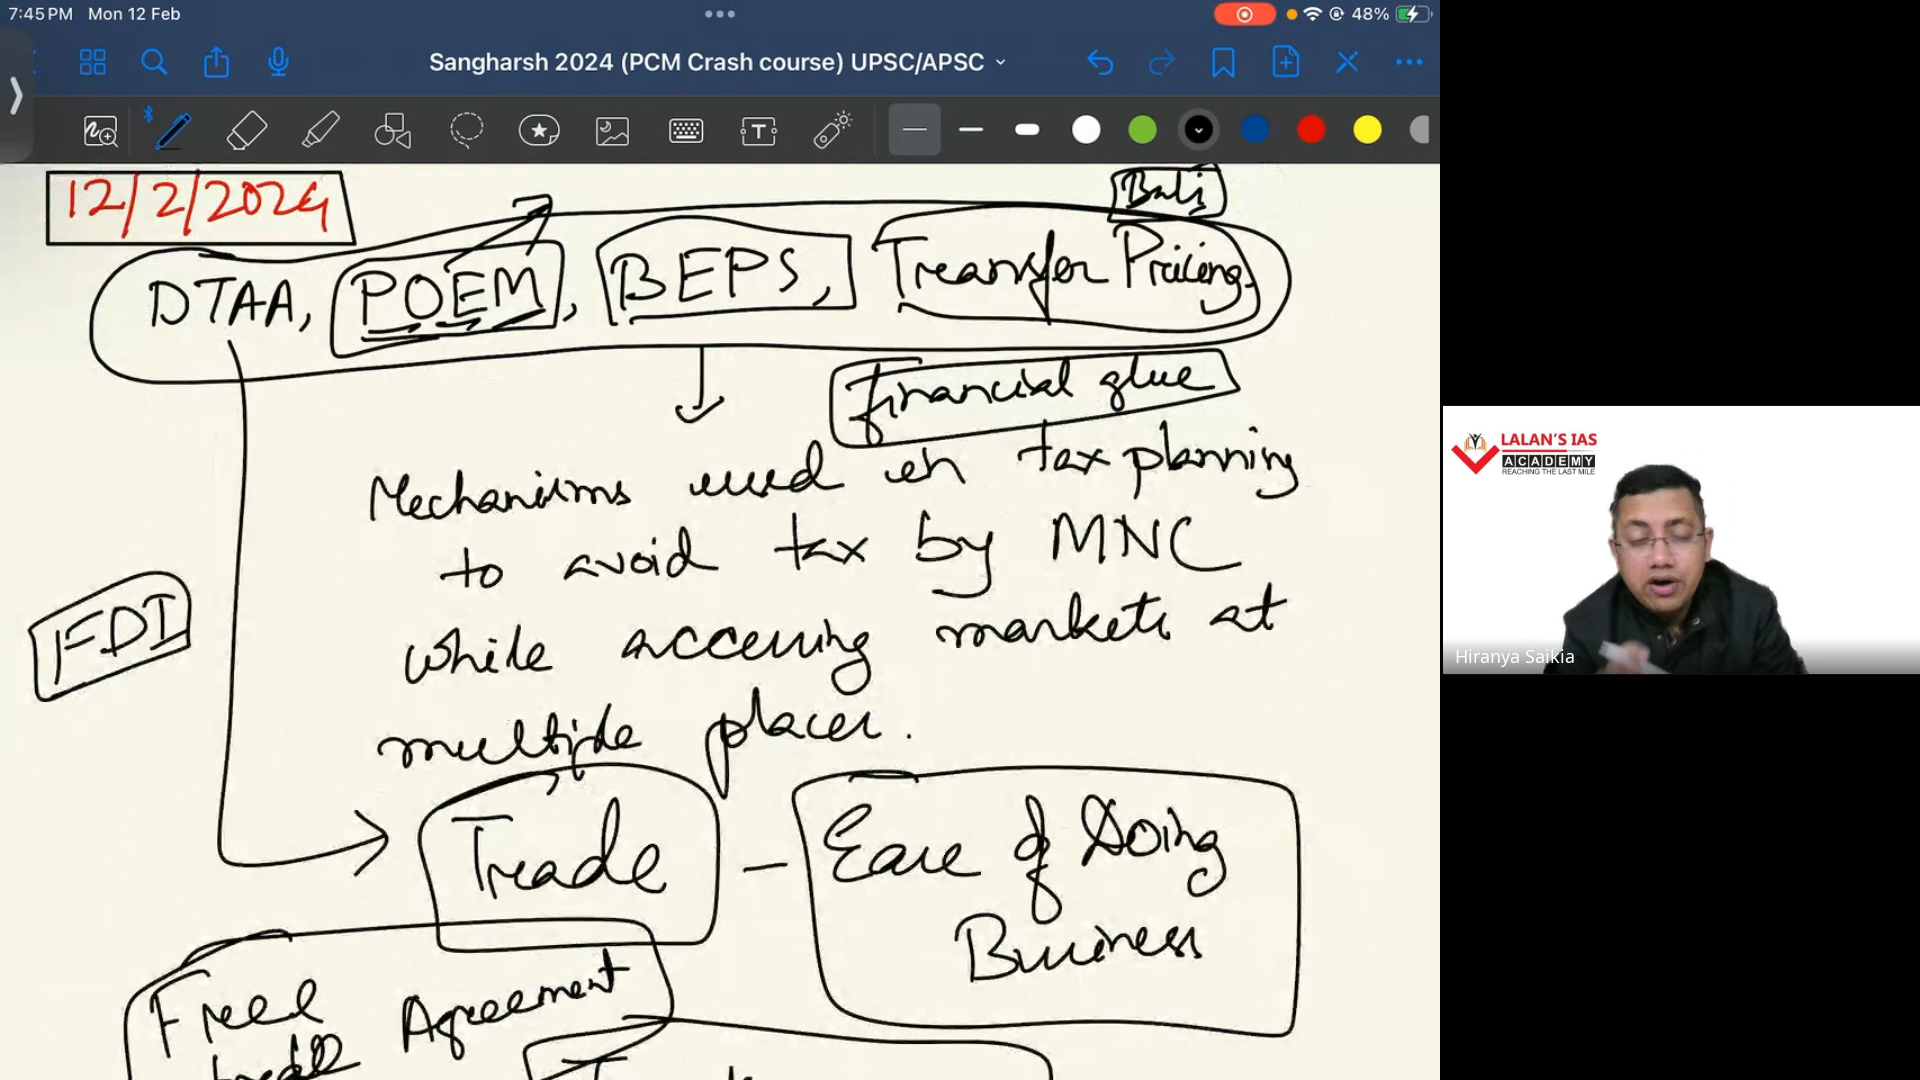 7:45 PM Mon 12 Feb
48%
Sangharsh 2024 (PCM Crash course) UPSC/APSC
12/2/2024
Bali
DTAA, POEM, BEPS, Transfer Pricing
financial glue
Mechanisms used in tax planning
to avoid tax by MNC
while accessing markets at
multiple places.
FDI
Trade - Ease of Doing
Business
Free Agreement
trade
LALAN'S IAS
ACADEMY
REACHING THE LAST MILE
Hiranya Saikia